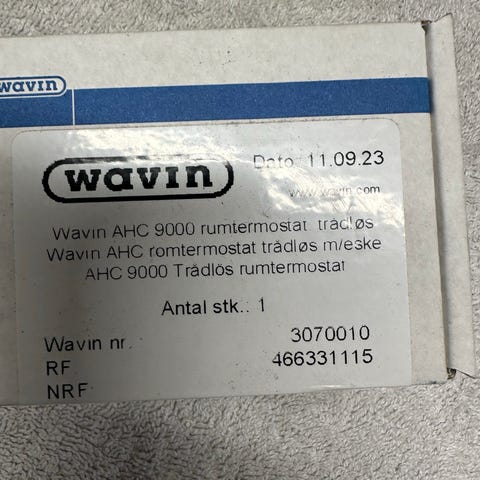 wavin
wavin
Dato: 11.09.23
www.wavin.com
Wavin AHC 9000 rumtermostat trådløs
Wavin AHC romtermostat trådløs m/eske
AHC 9000 Trådlös rumtermostat
Antal stk.: 1
Wavin nr. 3070010
RF 466331115
NRF